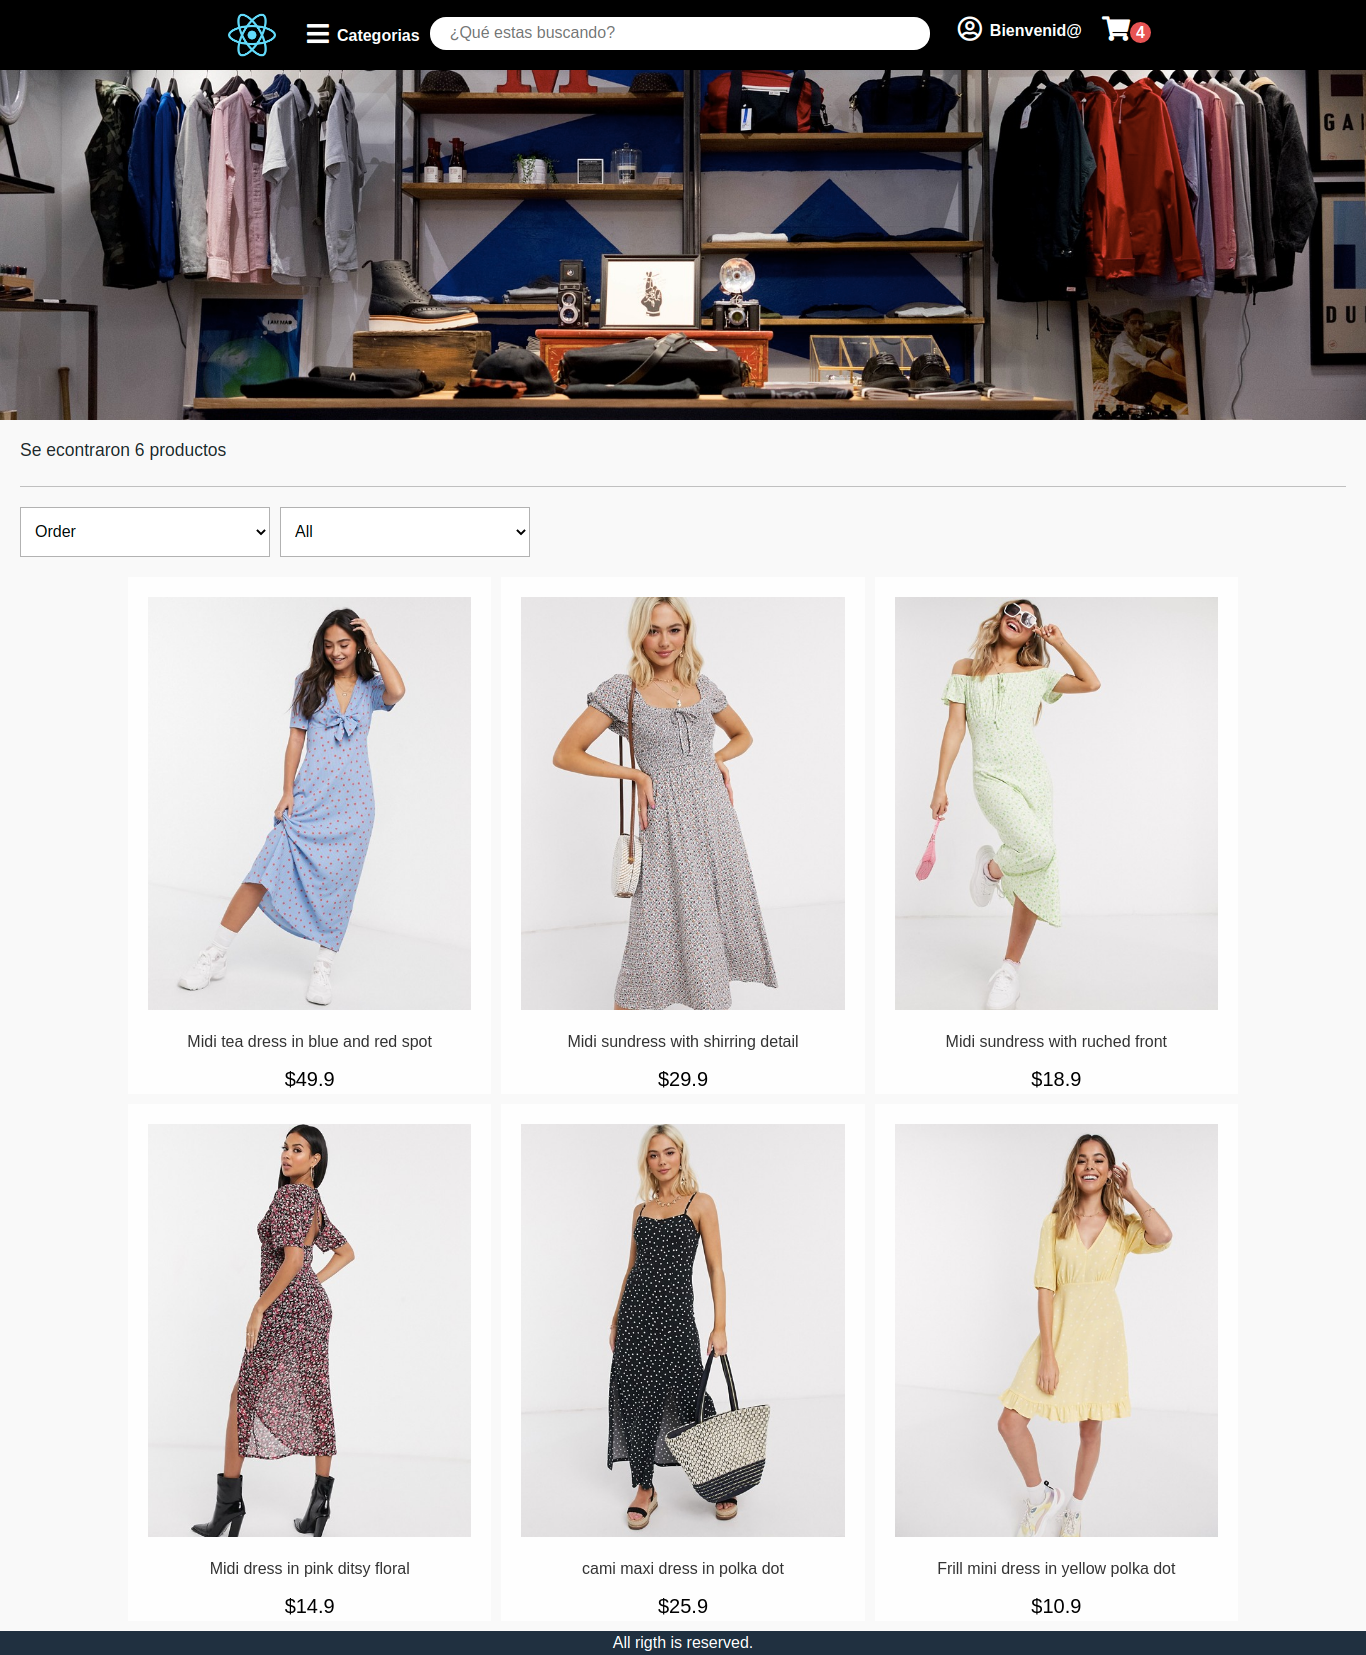 Categorias
¿Qué estas buscando?
Bienvenid@
4
M
GA
DU
Se econtraron 6 productos
Order
All
Midi tea dress in blue and red spot
Midi sundress with shirring detail
Midi sundress with ruched front
$49.9
$29.9
$18.9
Midi dress in pink ditsy floral
cami maxi dress in polka dot
Frill mini dress in yellow polka dot
$14.9
$25.9
$10.9
All rigth is reserved.